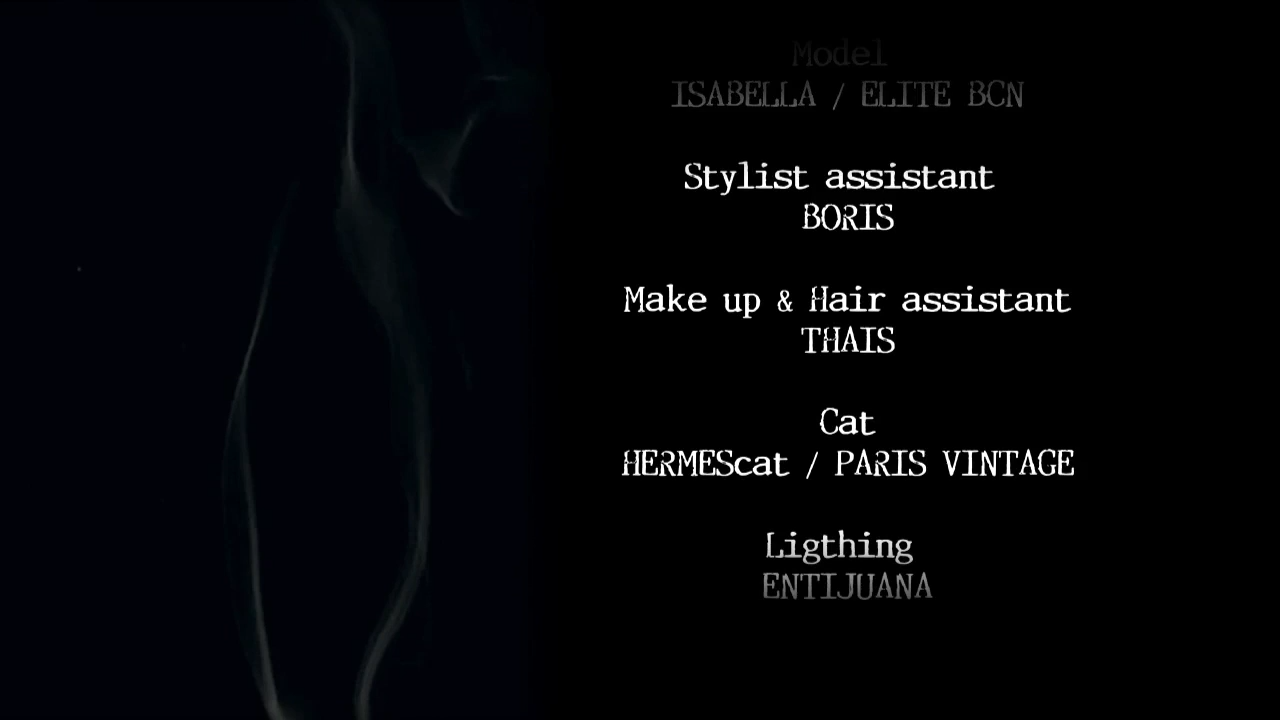 Model
ISABELLA / ELITE BCN
Stylist assistant
BORIS
Make up & Hair assistant
THAIS
Cat
HERMEScat / PARIS VINTAGE
Ligthing
ENTIJUANA